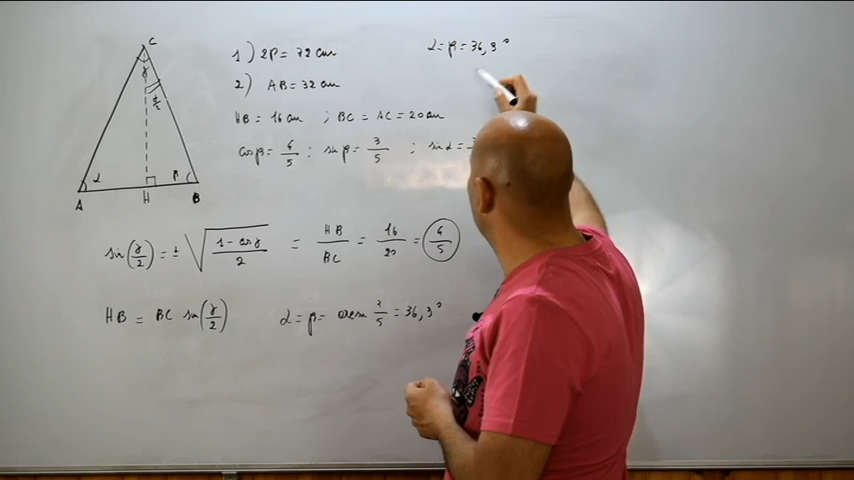 C
γ
γ/2
α
β
A
H
B
1) 2P = 72 cm
α = β = 36,9°
2) AB = 32 cm
HB = 16 cm ; BC = AC = 20 cm
cos β = 4/5 ; sin β = 3/5 ; sin α =
sin(γ/2) = ± √((1 - cos γ)/2) = HB/BC = 16/20 = 4/5
HB = BC sin(γ/2)
α = β = arcsen 3/5 = 36,9°